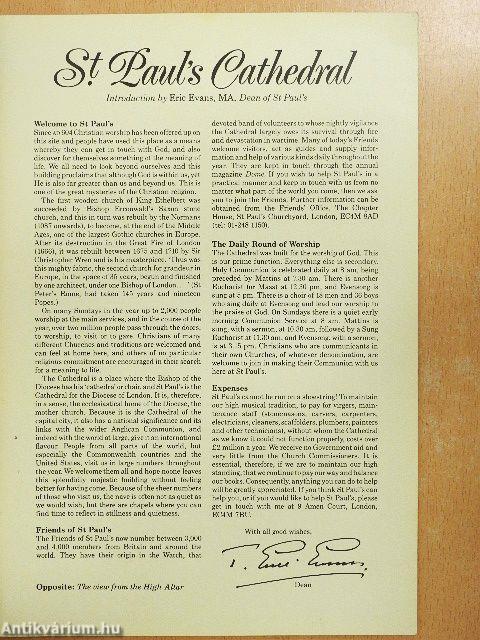 St. Paul's Cathedral
Introduction by Eric Evans, MA, Dean of St Paul's
Welcome to St Paul's
Since AD 604 Christian worship has been offered up on
this site and people have used this place as a means
whereby they can get in touch with God, and also
discover for themselves something of the meaning of
life. We all need to look beyond ourselves and this
building proclaims that although God is within us, yet
He is also far greater than us and beyond us. This is
one of the great mysteries of the Christian religion.
The first wooden church of King Ethelbert was
succeeded by Bishop Erconwald's Saxon stone
church, and this in turn was rebuilt by the Normans
(1087 onwards), to become, at the end of the Middle
Ages, one of the largest Gothic churches in Europe.
After its destruction in the Great Fire of London
(1666), it was rebuilt between 1675 and 1710 by Sir
Christopher Wren and is his masterpiece. 'Thus was
this mighty fabric, the second church for grandeur in
Europe, in the space of 35 years, begun and finished
by one architect, under one Bishop of London . . .' (St
Peter's Rome, had taken 145 years and nineteen
Popes.)
On many Sundays in the year up to 2,000 people
worship at the main services, and in the course of the
year, over two million people pass through the doors,
to worship, to visit or to gaze. Christians of many
different Churches and traditions are welcomed and
can feel at home here, and others of no particular
religious commitment are encouraged in their search
for a meaning to life.
The Cathedral is a place where the Bishop of the
Diocese has his 'cathedra' or chair, and St Paul's is the
Cathedral for the Diocese of London. It is, therefore,
in a sense, the ecclesiastical home of the Diocese, the
mother church. Because it is the Cathedral of the
capital city, it also has a national significance and its
links with the wider Anglican Communion, and
indeed with the world at large, give it an international
flavour. People from all parts of the world, but
especially the Commonwealth countries and the
United States, visit us in large numbers throughout
the year. We welcome them all and hope none leaves
this splendidly majestic building without feeling
better for having come. Because of the sheer numbers
of those who visit us, the nave is often not as quiet as
we would wish, but there are chapels where you can
find time to reflect in stillness and quietness.
Friends of St Paul's
The Friends of St Paul's now number between 3,000
and 4,000 members from Britain and around the
world. They have their origin in the Watch, that
Opposite: The view from the High Altar
devoted band of volunteers to whose nightly vigilance
the Cathedral largely owes its survival through fire
and devastation in wartime. Many of today's Friends
welcome visitors, act as guides and supply infor-
mation and help of various kinds daily throughout the
year. They are kept in touch through the annual
magazine Dome. If you wish to help St Paul's in a
practical manner and keep in touch with us from no
matter what part of the world you come, then we ask
you to join the Friends. Further information can be
obtained from the Friends' Office, The Chapter
House, St Paul's Churchyard, London, EC4M 8AD
(tel: 01-248 1150).
The Daily Round of Worship
The Cathedral was built for the worship of God. This
is our prime function. Everything else is secondary.
Holy Communion is celebrated daily at 8 am, being
preceded by Mattins at 7.30 am. There is another
Eucharist (or Mass) at 12.30 pm, and Evensong is
sung at 5 pm. There is a choir of 18 men and 36 boys
who sing daily at Evensong and lead our worship to
the praise of God. On Sundays there is a quiet early
morning Communion Service at 8 am. Mattins is
sung, with a sermon, at 10.30 am, followed by a Sung
Eucharist at 11.30 am, and Evensong, with a sermon,
is at 3.15 pm. Christians who are communicants in
their own Churches, of whatever denomination, are
welcome to join in making their Communion with us
here at St Paul's.
Expenses
St Paul's cannot be run on a shoestring! To maintain
our high musical tradition, to pay for virgers, main-
tenance staff (stonemasons, carvers, carpenters,
electricians, cleaners, scaffolders, plumbers, painters
and other technicians), without whom the Cathedral
as we know it could not function properly, costs over
£2 million a year. We receive no Government aid and
very little from the Church Commissioners. It is
essential, therefore, if we are to maintain our high
standing, that we continue to pay our way and balance
our books. Consequently, anything you can do to help
will be greatly appreciated. If you think St Paul's can
help you, or if you would like to help St Paul's, please
get in touch with me at 9 Amen Court, London,
EC4M 7BU.
With all good wishes,
T. Eric Evans.
Dean
Antikvárium.hu